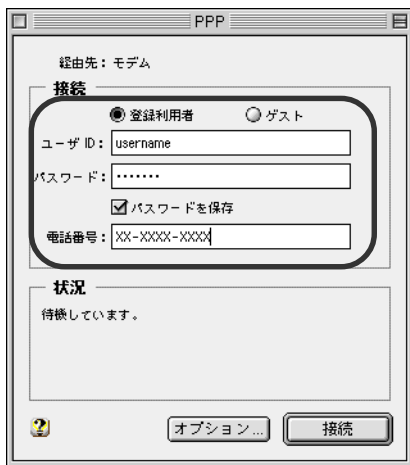 PPP
経由先：モデム
接続
登録利用者 ゲスト
ユーザ ID： username
パスワード： •••••••
パスワードを保存
電話番号： XX-XXXX-XXXX
状況
待機しています。
オプション... 接続